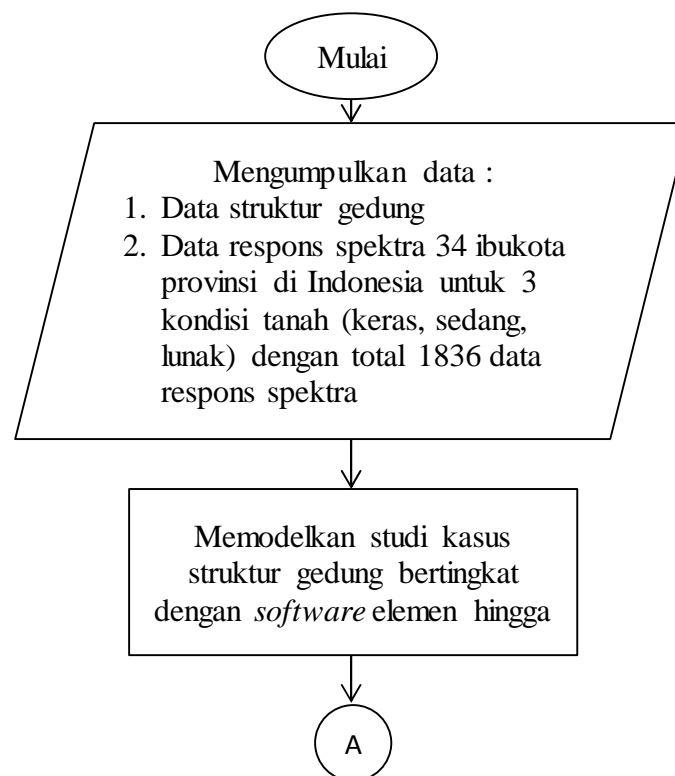 Mulai
Mengumpulkan data :
1. Data struktur gedung
2. Data respons spektra 34 ibukota
provinsi di Indonesia untuk 3
kondisi tanah (keras, sedang,
lunak) dengan total 1836 data
respons spektra
Memodelkan studi kasus
struktur gedung bertingkat
dengan software elemen hingga
A